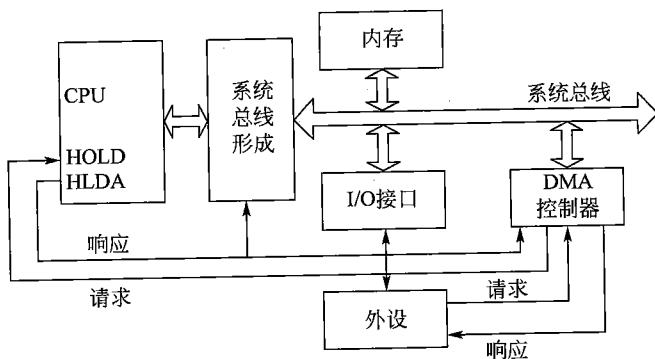 内存
CPU
系统
总线
形成
系统总线
HOLD
HLDA
I/O接口
DMA
控制器
响应
请求
请求
外设
响应